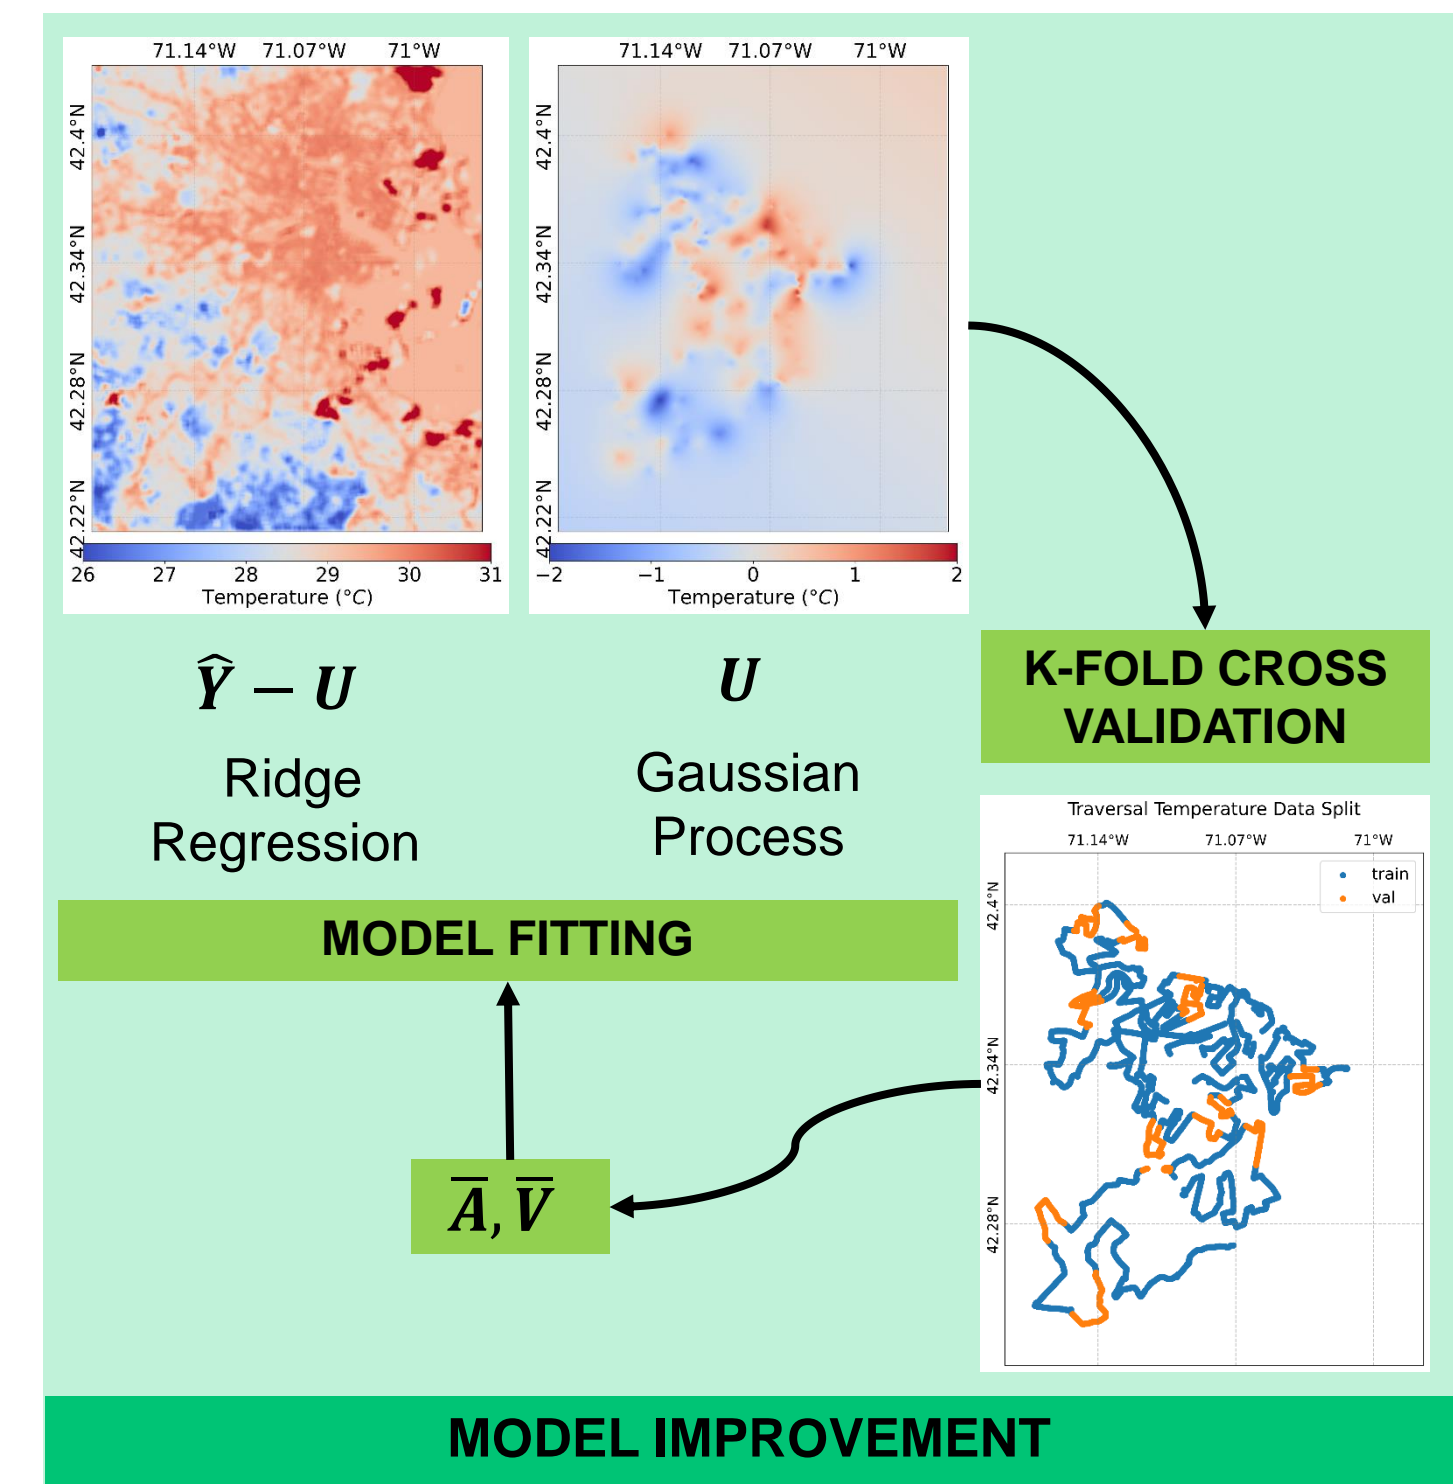 71.14°W 71.07°W 71°W
42.4°N
42.34°N
42.28°N
42.22°N
26 27 28 29 30 31
Temperature (°C)
71.14°W 71.07°W 71°W
42.4°N
42.34°N
42.28°N
42.22°N
−2 −1 0 1 2
Temperature (°C)
Ŷ − U
Ridge
Regression
U
Gaussian
Process
K-FOLD CROSS
VALIDATION
MODEL FITTING
A̅, V̅
Traversal Temperature Data Split
71.14°W 71.07°W 71°W
train
val
42.4°N
42.34°N
42.28°N
MODEL IMPROVEMENT